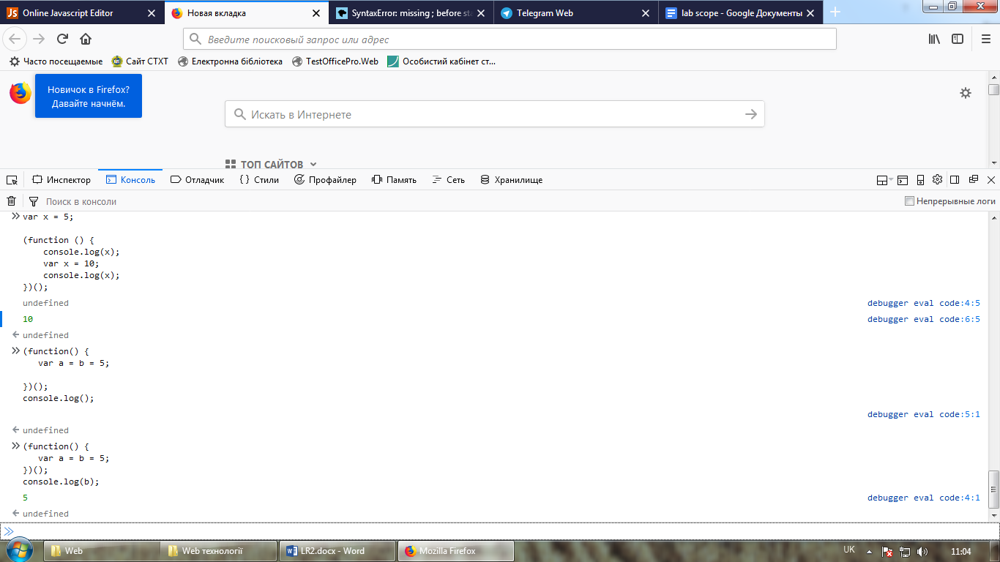 Online Javascript Editor
Новая вкладка
SyntaxError: missing ; before sta
Telegram Web
lab scope - Google Документы
Введите поисковый запрос или адрес
Часто посещаемые
Сайт СТХТ
Електронна бібліотека
TestOfficePro.Web
Особистий кабінет ст...
Новичок в Firefox?
Давайте начнём.
Искать в Интернете
ТОП САЙТОВ
Инспектор
Консоль
Отладчик
Стили
Профайлер
Память
Сеть
Хранилище
Поиск в консоли
Непрерывные логи
var x = 5;
(function () {
console.log(x);
var x = 10;
console.log(x);
})();
undefined debugger eval code:4:5
10 debugger eval code:6:5
undefined
(function() {
var a = b = 5;
})();
console.log();
debugger eval code:5:1
undefined
(function() {
var a = b = 5;
})();
console.log(b);
5 debugger eval code:4:1
undefined
Web
Web технології
LR2.docx - Word
Mozilla Firefox
UK
11:04